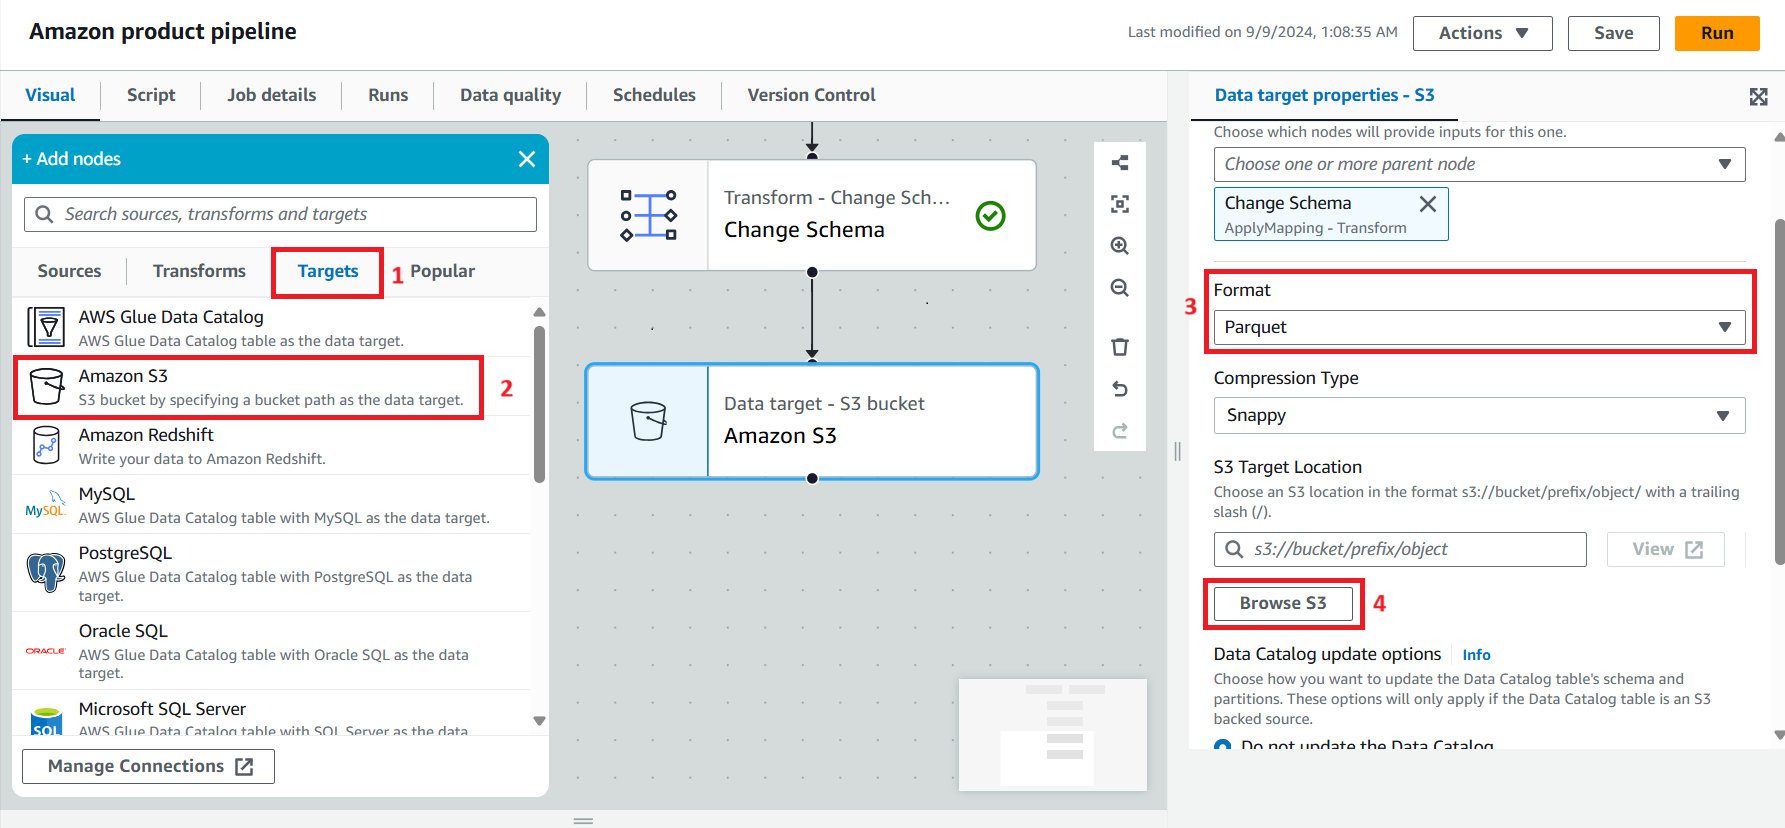 Amazon product pipeline
Last modified on 9/9/2024, 1:08:35 AM
Actions
Save
Run
Visual
Script
Job details
Runs
Data quality
Schedules
Version Control
+ Add nodes
Search sources, transforms and targets
Sources
Transforms
Targets
1
Popular
AWS Glue Data Catalog
AWS Glue Data Catalog table as the data target.
Amazon S3
S3 bucket by specifying a bucket path as the data target.
2
Amazon Redshift
Write your data to Amazon Redshift.
MySQL
MySQL
AWS Glue Data Catalog table with MySQL as the data target.
PostgreSQL
AWS Glue Data Catalog table with PostgreSQL as the data
target.
Oracle SQL
ORACLE
AWS Glue Data Catalog table with Oracle SQL as the data
target.
Microsoft SQL Server
SQL
AWS Glue Data Catalog table with SQL Server as the data
Manage Connections
Transform - Change Sch...
Change Schema
Data target - S3 bucket
Amazon S3
Data target properties - S3
Choose which nodes will provide inputs for this one.
Choose one or more parent node
Change Schema
ApplyMapping - Transform
3
Format
Parquet
Compression Type
Snappy
S3 Target Location
Choose an S3 location in the format s3://bucket/prefix/object/ with a trailing
slash (/).
s3://bucket/prefix/object
View
Browse S3
4
Data Catalog update options
Info
Choose how you want to update the Data Catalog table's schema and
partitions. These options will only apply if the Data Catalog table is an S3
backed source.
Do not update the Data Catalog